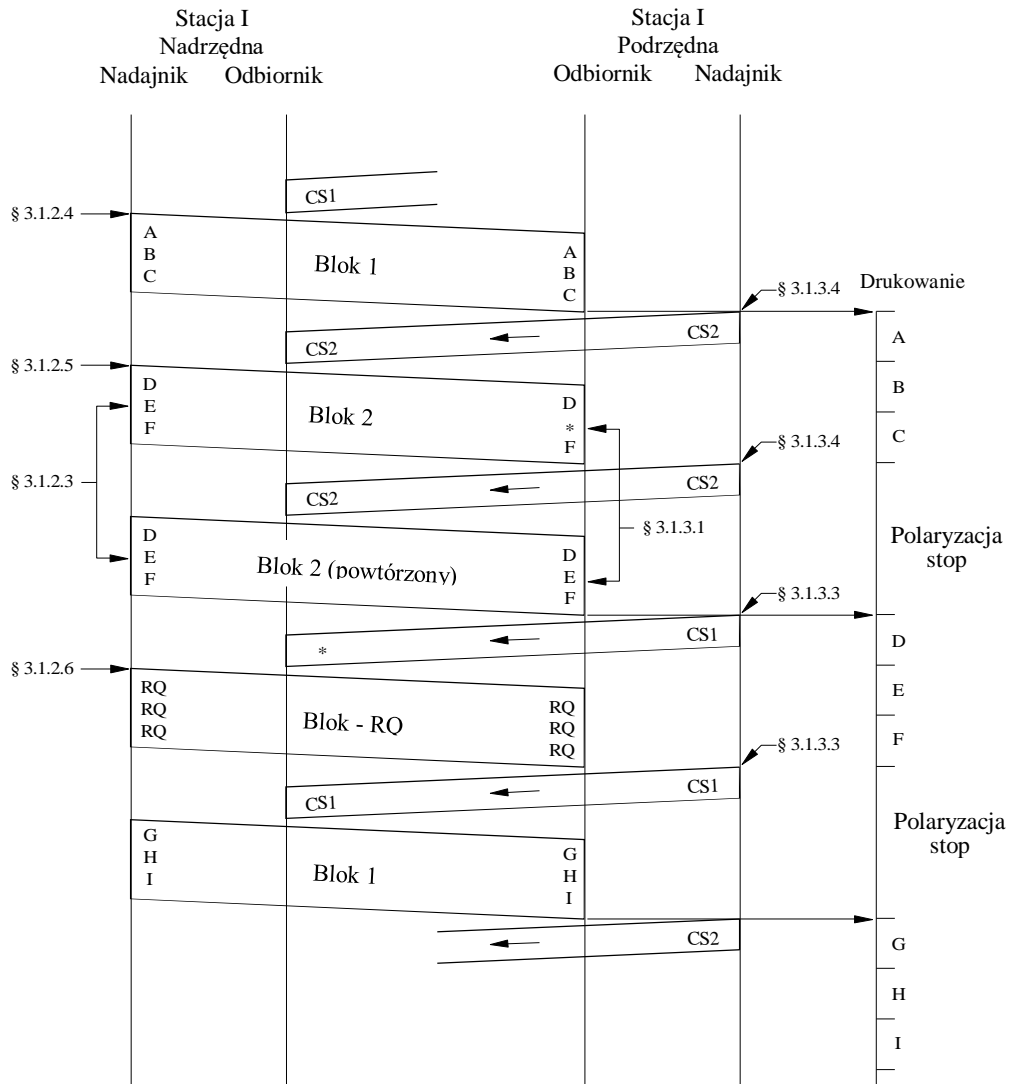 Stacja I
Nadrzędna
Nadajnik Odbiornik
Stacja I
Podrzędna
Odbiornik Nadajnik
CS1
§ 3.1.2.4
A
B
C
Blok 1
A
B
C
§ 3.1.3.4
Drukowanie
CS2
CS2
A
§ 3.1.2.5
D
E
F
Blok 2
D
*
F
B
C
§ 3.1.3.4
§ 3.1.2.3
CS2
CS2
§ 3.1.3.1
Polaryzacja
stop
D
E
F
Blok 2 (powtórzony)
D
E
F
§ 3.1.3.3
*
CS1
D
§ 3.1.2.6
RQ
RQ
RQ
Blok - RQ
RQ
RQ
RQ
E
F
§ 3.1.3.3
CS1
CS1
Polaryzacja
stop
G
H
I
Blok 1
G
H
I
CS2
G
H
I